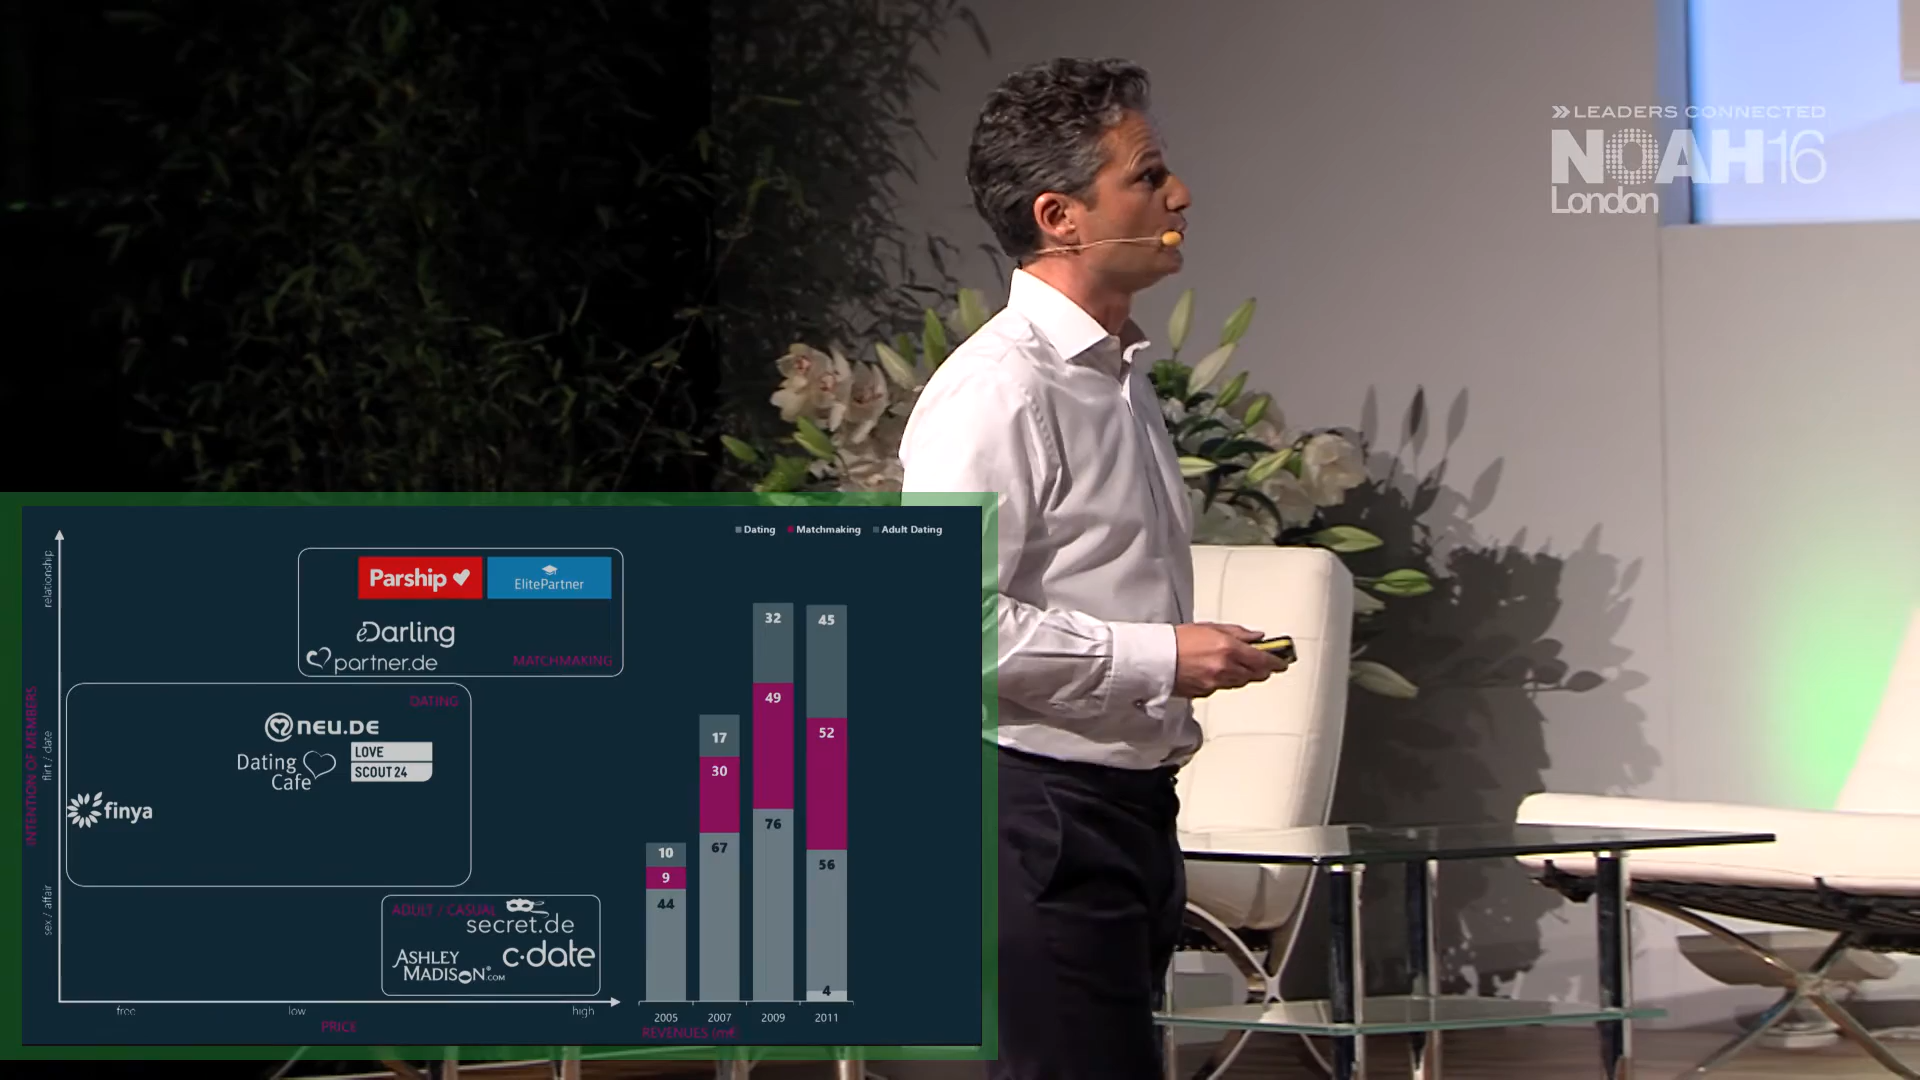 LEADERS CONNECTED
NOAH16
London
Dating Matchmaking Adult Dating
relationship
Parship
ElitePartner
eDarling
partner.de
MATCHMAKING
INTENTION OF MEMBERS
flirt / date
DATING
NEU.DE
Dating
Cafe
LOVE
SCOUT24
finya
sex / affair
ADULT / CASUAL
secret.de
ASHLEY
MADISON.COM
c-date
free low high
PRICE
10
9
44
17
30
67
32
49
76
45
52
56
4
2005 2007 2009 2011
REVENUES (m€)